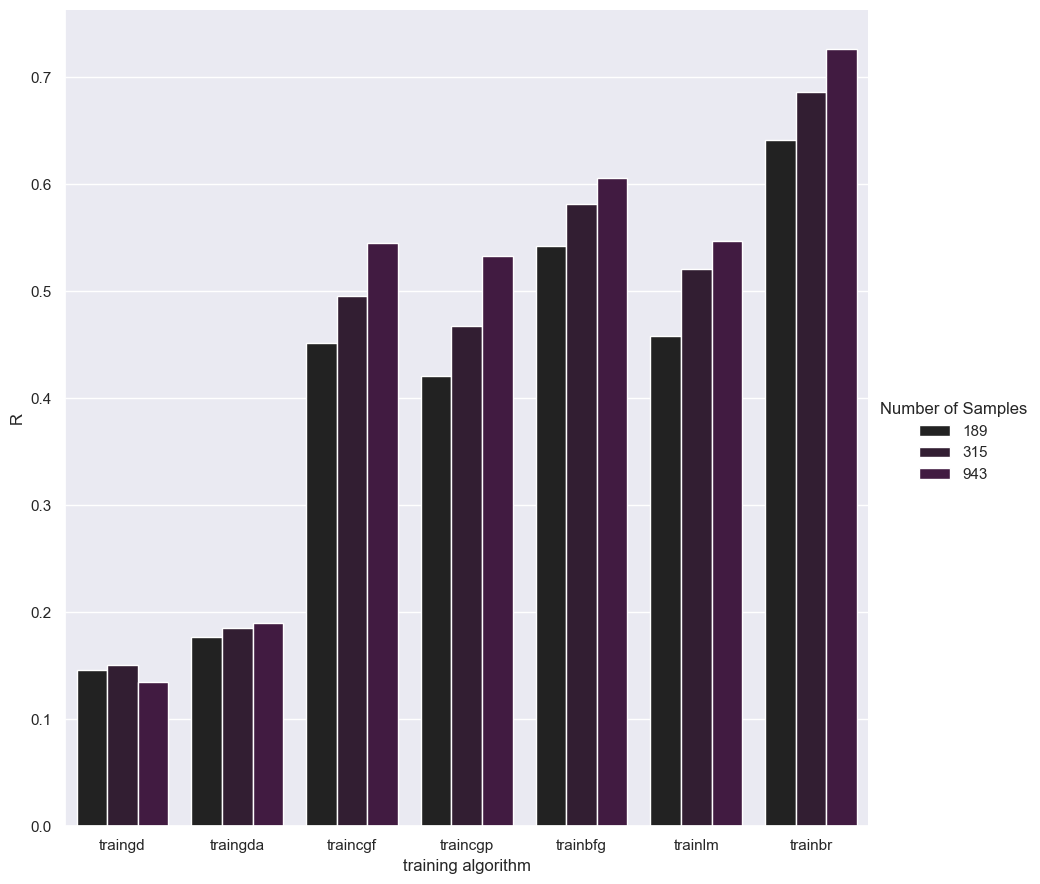 0.7
0.6
0.5
0.4
0.3
0.2
0.1
0.0
R
traingd traingda traincgf traincgp trainbfg trainlm trainbr
training algorithm
Number of Samples
189
315
943